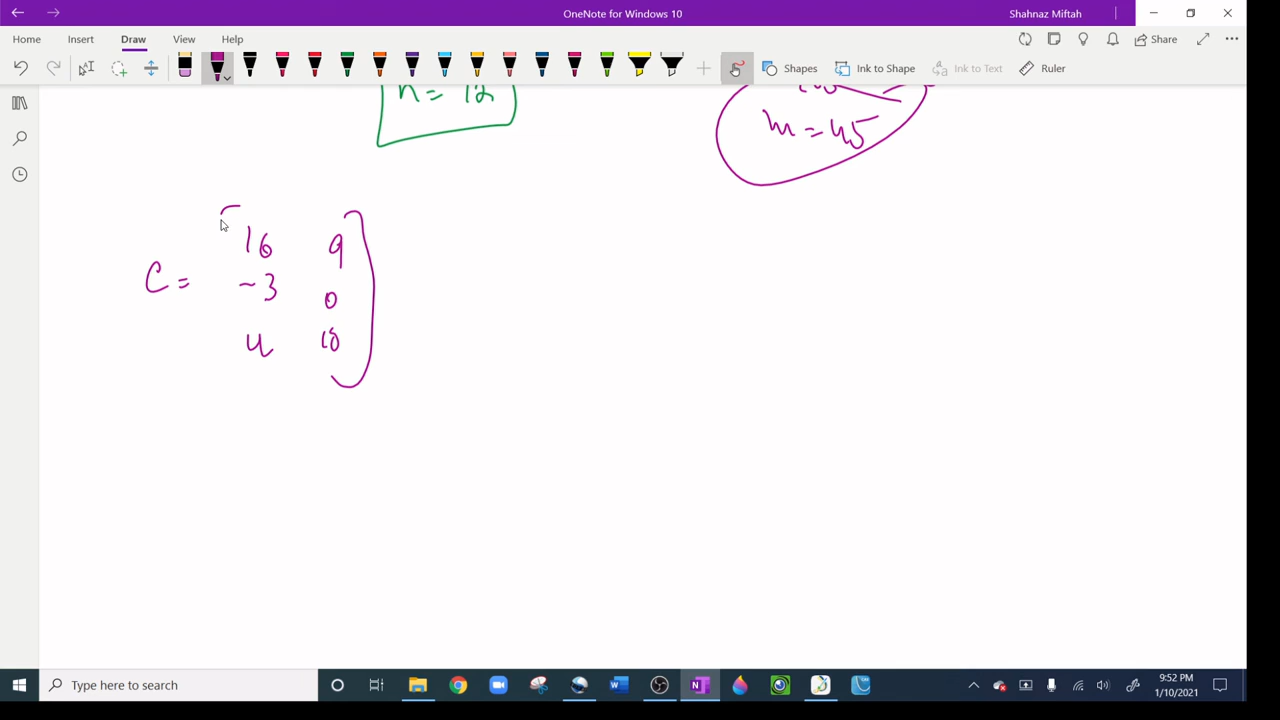 OneNote for Windows 10
Shahnaz Miftah
Home Insert Draw View Help
Share
Shapes Ink to Shape Ink to Text Ruler
n = 12
m = 45
16 9
C = -3 0
4 10
Type here to search
9:52 PM
1/10/2021